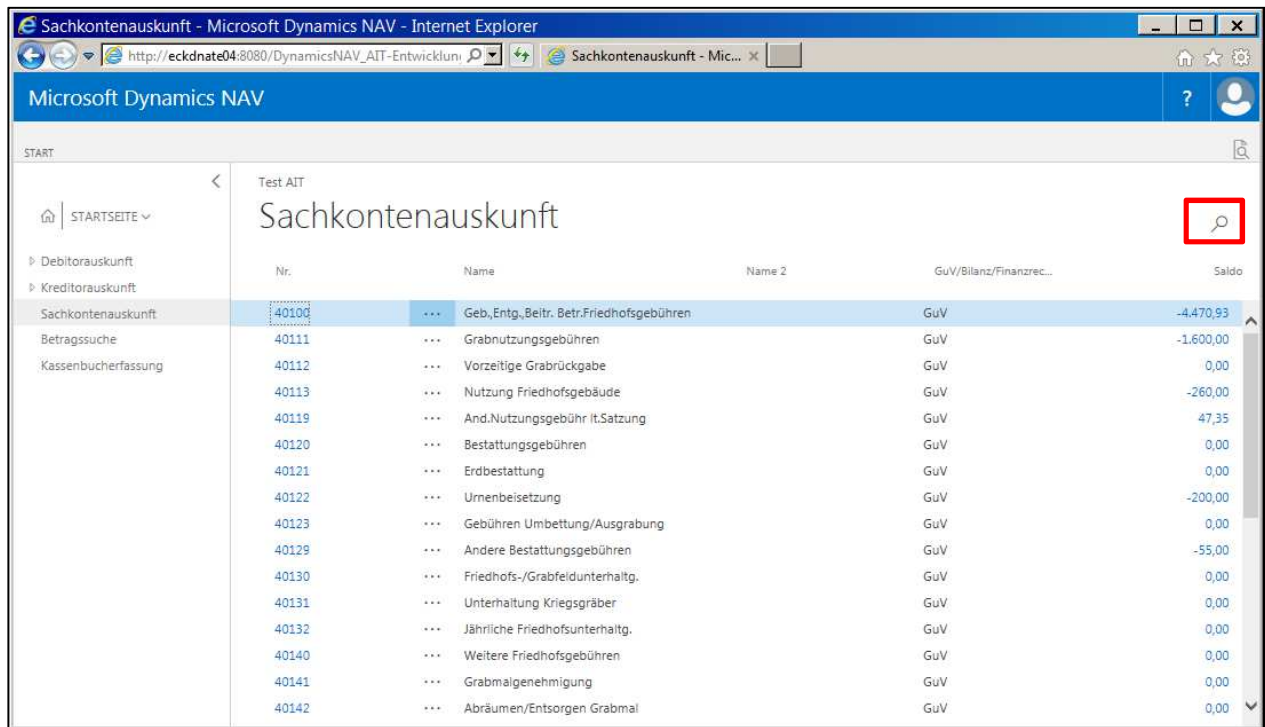 Sachkontenauskunft - Microsoft Dynamics NAV - Internet Explorer
http://eckdnate04:8080/DynamicsNAV_AIT-Entwicklun Sachkontenauskunft - Mic...
Microsoft Dynamics NAV ?
START
Test AIT
STARTSEITE
Sachkontenauskunft
Debitorauskunft
Kreditorauskunft
Sachkontenauskunft
Betragssuche
Kassenbucherfassung
Nr. Name Name 2 GuV/Bilanz/Finanzrec... Saldo
40100 ... Geb.,Entg.,Beitr. Betr.Friedhofsgebühren GuV -4.470,93
40111 ... Grabnutzungsgebühren GuV -1.600,00
40112 ... Vorzeitige Grabrückgabe GuV 0,00
40113 ... Nutzung Friedhofsgebäude GuV -260,00
40119 ... And.Nutzungsgebühr lt.Satzung GuV 47,35
40120 ... Bestattungsgebühren GuV 0,00
40121 ... Erdbestattung GuV 0,00
40122 ... Urnenbeisetzung GuV -200,00
40123 ... Gebühren Umbettung/Ausgrabung GuV 0,00
40129 ... Andere Bestattungsgebühren GuV -55,00
40130 ... Friedhofs-/Grabfeldunterhaltg. GuV 0,00
40131 ... Unterhaltung Kriegsgräber GuV 0,00
40132 ... Jährliche Friedhofsunterhaltg. GuV 0,00
40140 ... Weitere Friedhofsgebühren GuV 0,00
40141 ... Grabmalgenehmigung GuV 0,00
40142 ... Abräumen/Entsorgen Grabmal GuV 0,00